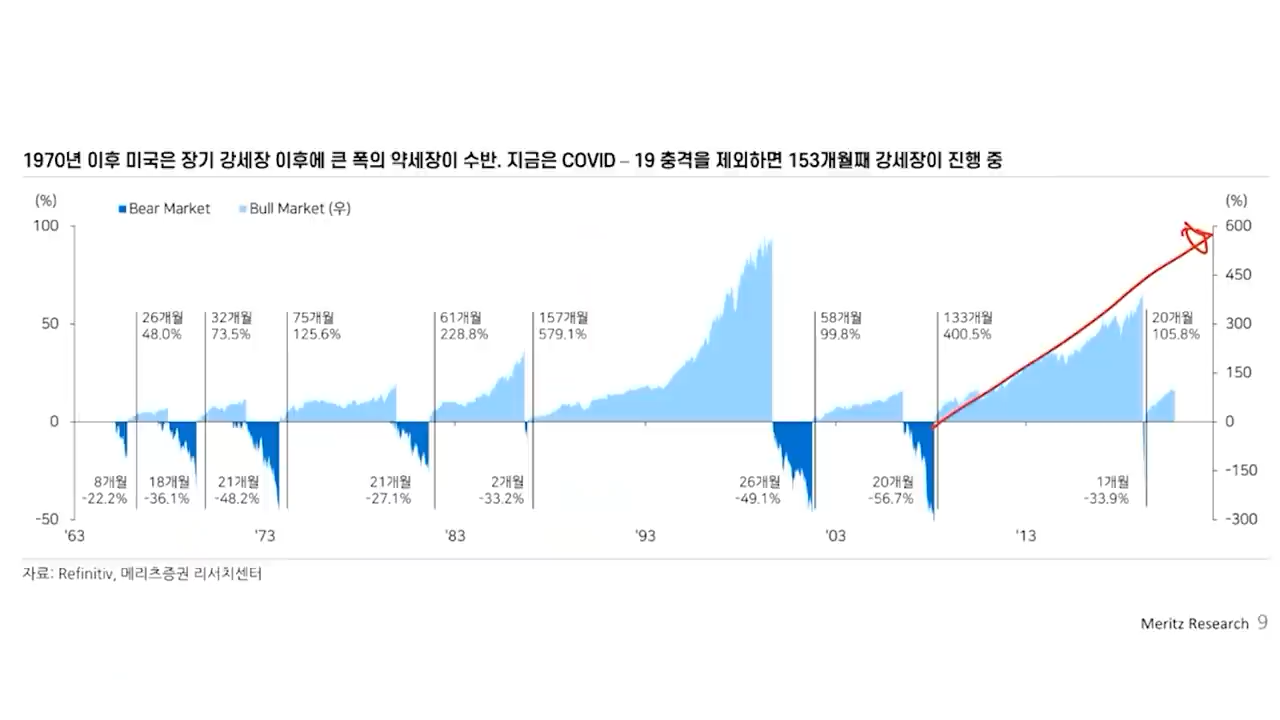 1970년 이후 미국은 장기 강세장 이후에 큰 폭의 약세장이 수반. 지금은 COVID – 19 충격을 제외하면 153개월째 강세장이 진행 중
(%)
(%)
Bear Market
Bull Market (우)
100
50
0
-50
600
450
300
150
0
-150
-300
26개월
48.0%
32개월
73.5%
75개월
125.6%
61개월
228.8%
157개월
579.1%
58개월
99.8%
133개월
400.5%
20개월
105.8%
8개월
-22.2%
18개월
-36.1%
21개월
-48.2%
21개월
-27.1%
2개월
-33.2%
26개월
-49.1%
20개월
-56.7%
1개월
-33.9%
'63
'73
'83
'93
'03
'13
자료: Refinitiv, 메리츠증권 리서치센터
Meritz Research 9